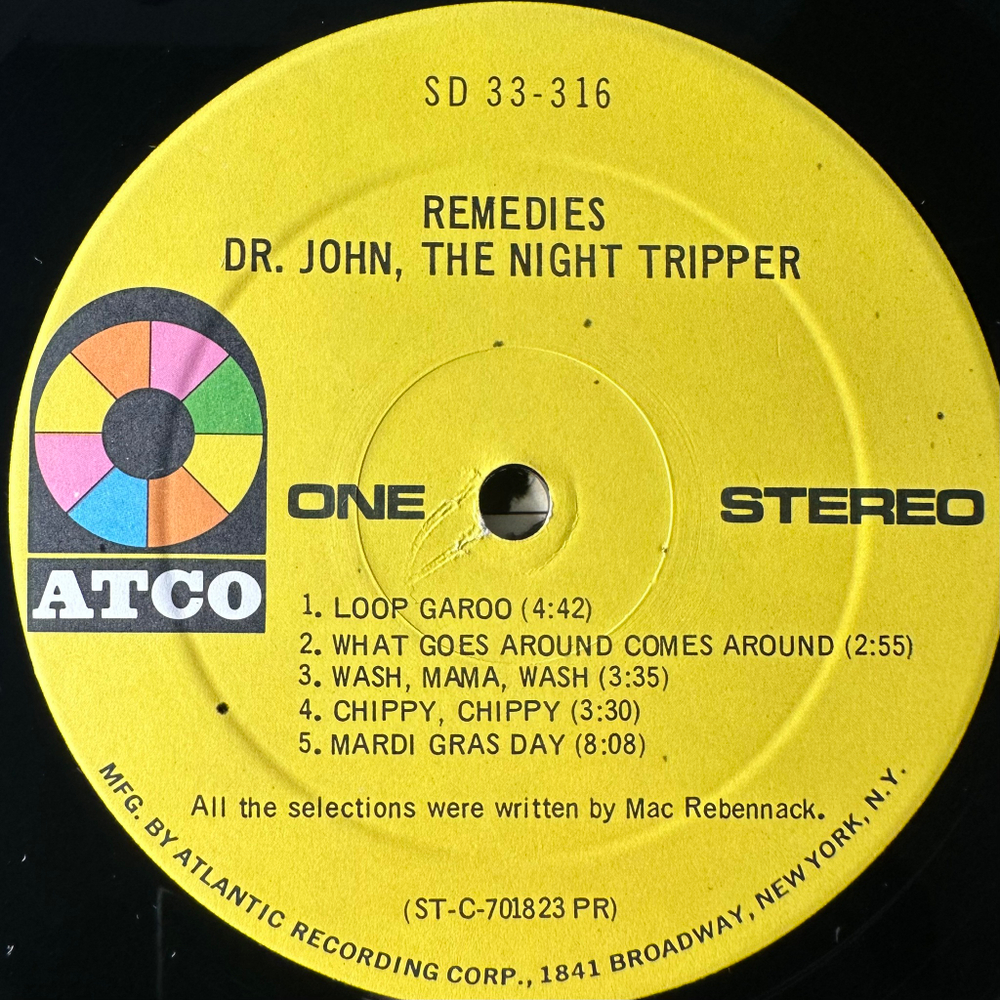 SD 33-316
REMEDIES
DR. JOHN, THE NIGHT TRIPPER
ONE
STEREO
ATCO
1. LOOP GAROO (4:42)
2. WHAT GOES AROUND COMES AROUND (2:55)
3. WASH, MAMA, WASH (3:35)
4. CHIPPY, CHIPPY (3:30)
5. MARDI GRAS DAY (8:08)
All the selections were written by Mac Rebennack.
(ST-C-701823 PR)
MFG. BY ATLANTIC RECORDING CORP., 1841 BROADWAY, NEW YORK, N.Y.